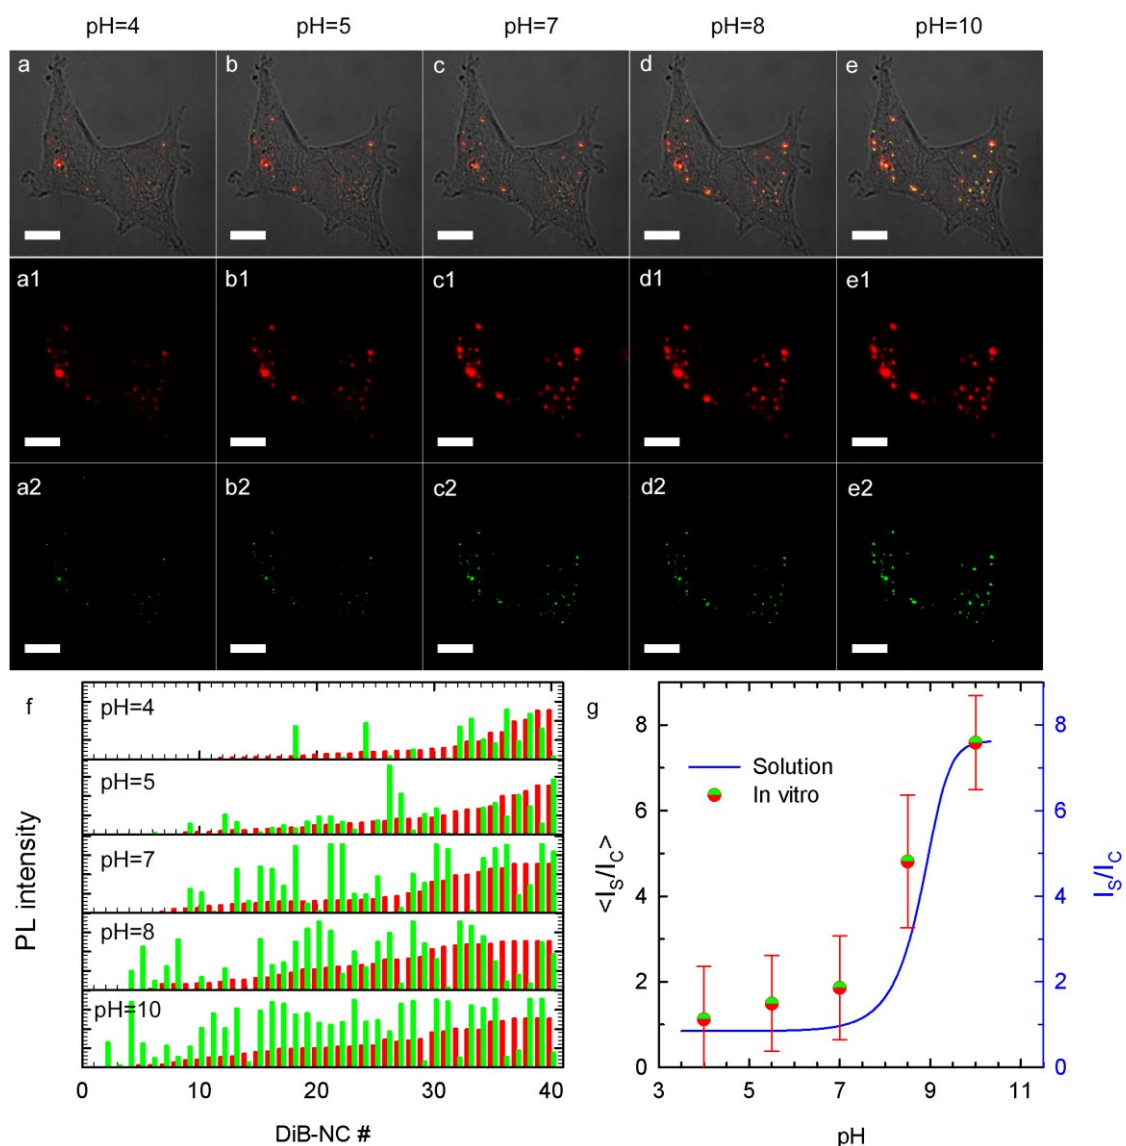 pH=4 pH=5 pH=7 pH=8 pH=10
a b c d e
a1 b1 c1 d1 e1
a2 b2 c2 d2 e2
f
pH=4
pH=5
pH=7
pH=8
pH=10
PL intensity
0 10 20 30 40
DiB-NC #
g
Solution
In vitro
<I_S/I_C>
8
6
4
2
0
I_S/I_C
8
6
4
2
0
3 5 7 9 11
pH